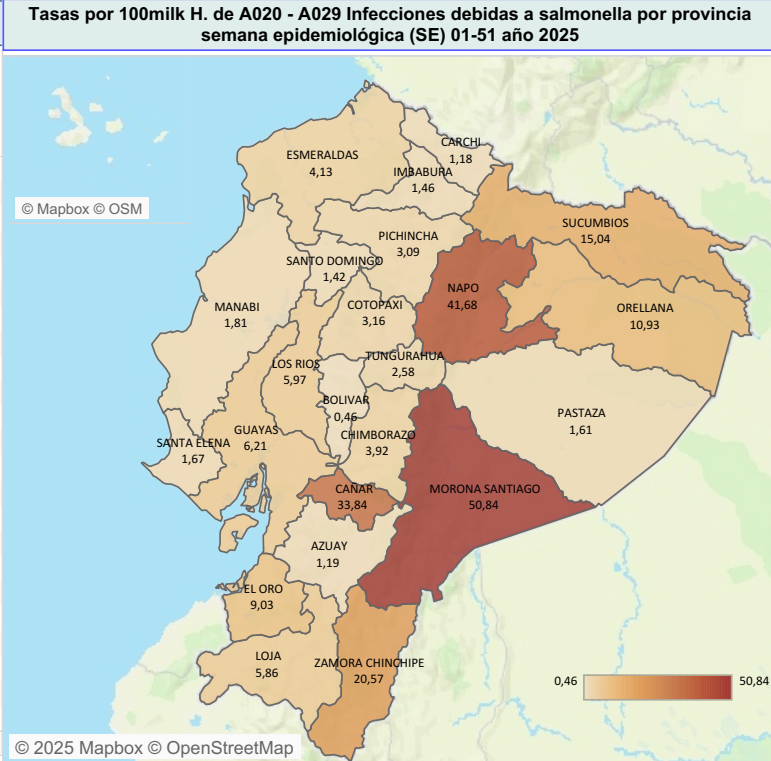 Tasas por 100milk H. de A020 - A029 Infecciones debidas a salmonella por provincia
semana epidemiológica (SE) 01-51 año 2025
CARCHI
1,18
ESMERALDAS
4,13
IMBABURA
1,46
© Mapbox © OSM
SUCUMBIOS
15,04
PICHINCHA
3,09
SANTO DOMINGO
1,42
NAPO
41,68
MANABI
1,81
COTOPAXI
3,16
ORELLANA
10,93
TUNGURAHUA
2,58
LOS RIOS
5,97
BOLIVAR
0,46
PASTAZA
1,61
GUAYAS
6,21
CHIMBORAZO
3,92
SANTA ELENA
1,67
CAÑAR
33,84
MORONA SANTIAGO
50,84
AZUAY
1,19
EL ORO
9,03
LOJA
5,86
ZAMORA CHINCHIPE
20,57
0,46
50,84
© 2025 Mapbox © OpenStreetMap